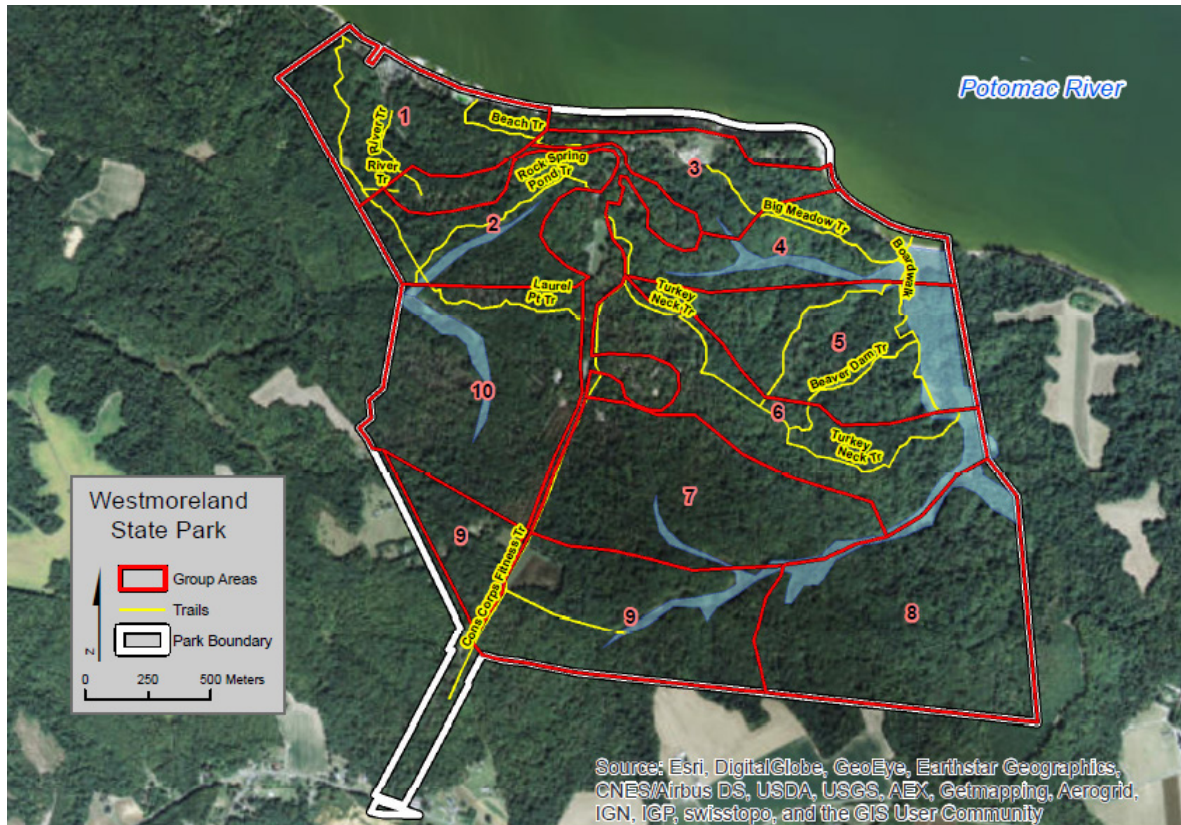 Potomac River
1
River Tr
River
Tr
Beach Tr
Rock Spring
Pond Tr
2
3
Big Meadow Tr
4
Boardwalk
Laurel
Pt Tr
Turkey
Neck Tr
5
Beaver Dam Tr
6
Turkey
Neck Tr
10
7
9
Cons Corps Fitness Tr
9
8
Westmoreland
State Park
Group Areas
Trails
Park Boundary
N
0 250 500 Meters
Source: Esri, DigitalGlobe, GeoEye, Earthstar Geographics,
CNES/Airbus DS, USDA, USGS, AEX, Getmapping, Aerogrid,
IGN, IGP, swisstopo, and the GIS User Community